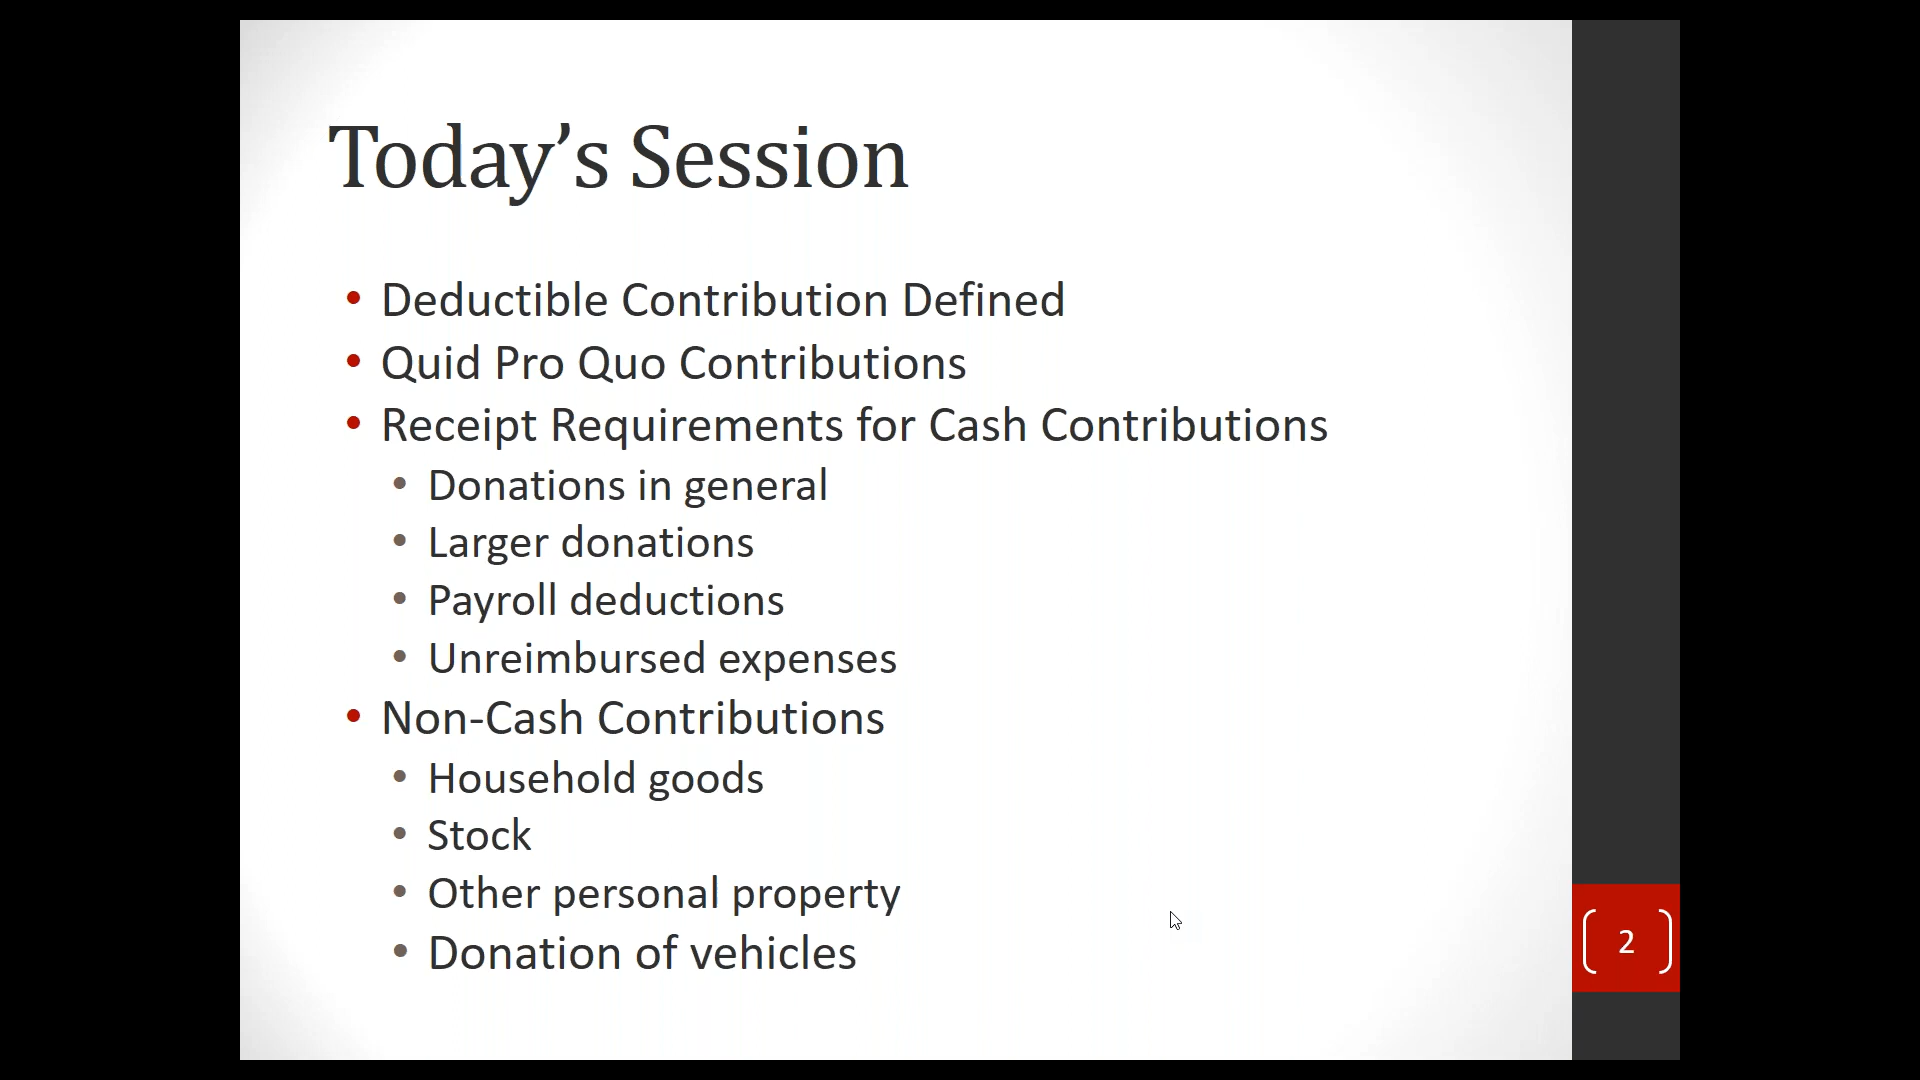 Today’s Session
• Deductible Contribution Defined
• Quid Pro Quo Contributions
• Receipt Requirements for Cash Contributions
• Donations in general
• Larger donations
• Payroll deductions
• Unreimbursed expenses
• Non-Cash Contributions
• Household goods
• Stock
• Other personal property
• Donation of vehicles
2